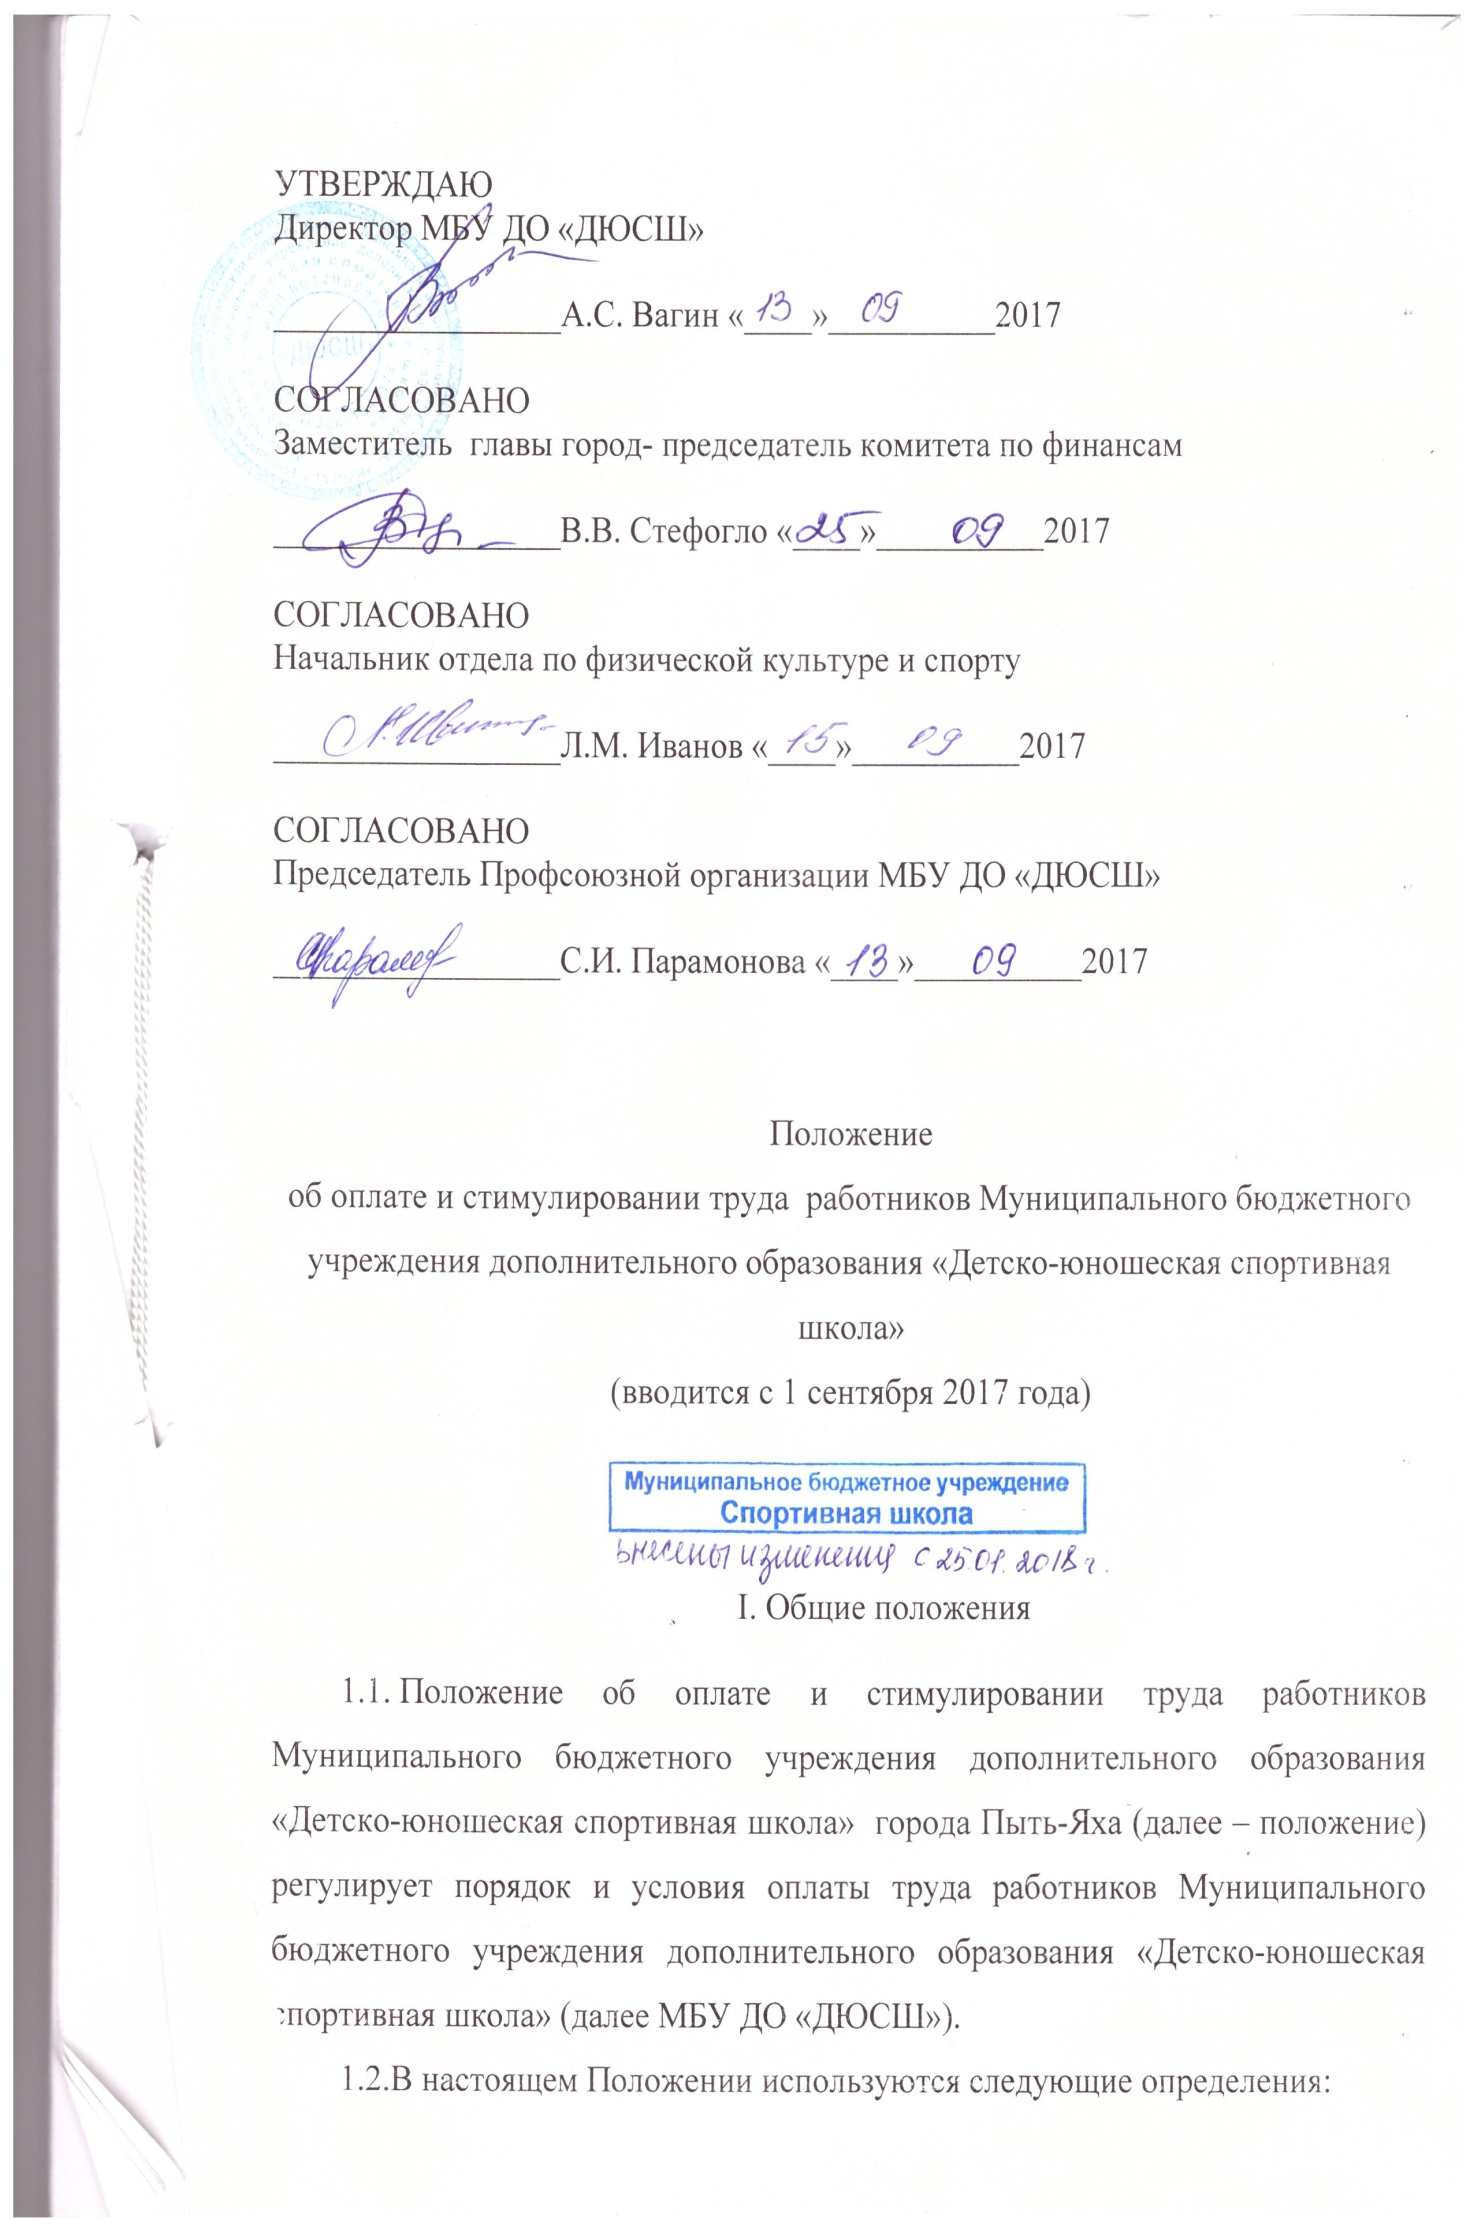 УТВЕРЖДАЮ
Директор МБУ ДО «ДЮСШ»
____________________А.С. Вагин «13»09 2017
ДЮСШ
СОГЛАСОВАНО
Заместитель  главы город- председатель комитета по финансам
____________________В.В. Стефогло «25»09 2017
СОГЛАСОВАНО
Начальник отдела по физической культуре и спорту
____________________Л.М. Иванов «15»09 2017
СОГЛАСОВАНО
Председатель Профсоюзной организации МБУ ДО «ДЮСШ»
____________________С.И. Парамонова «13»09 2017
Положение
об оплате и стимулировании труда  работников Муниципального бюджетного
учреждения дополнительного образования «Детско-юношеская спортивная
школа»
(вводится с 1 сентября 2017 года)
Муниципальное бюджетное учреждение
Спортивная школа
внесены изменения с 25.01.2018 г.
I. Общие положения
1.1. Положение об оплате и стимулировании труда работников
Муниципального бюджетного учреждения дополнительного образования
«Детско-юношеская спортивная школа»  города Пыть-Яха (далее – положение)
регулирует порядок и условия оплаты труда работников Муниципального
бюджетного учреждения дополнительного образования «Детско-юношеская
спортивная школа» (далее МБУ ДО «ДЮСШ»).
1.2.В настоящем Положении используются следующие определения: